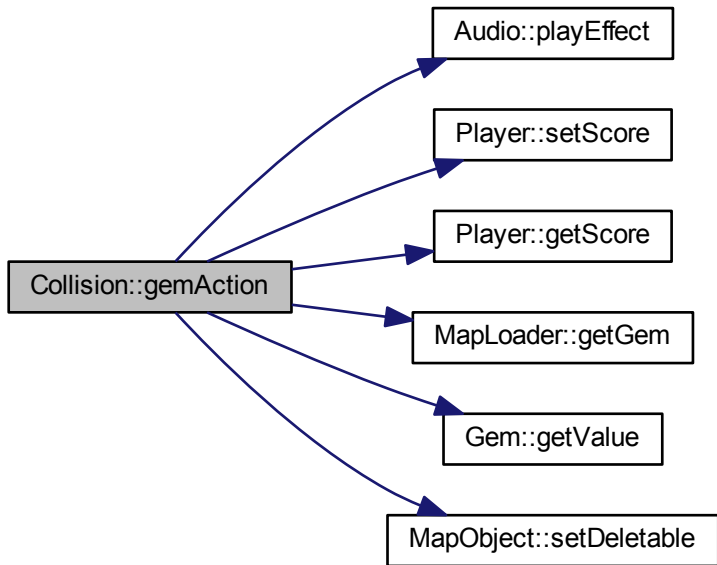 Audio::playEffect
Player::setScore
Player::getScore
Collision::gemAction
MapLoader::getGem
Gem::getValue
MapObject::setDeletable